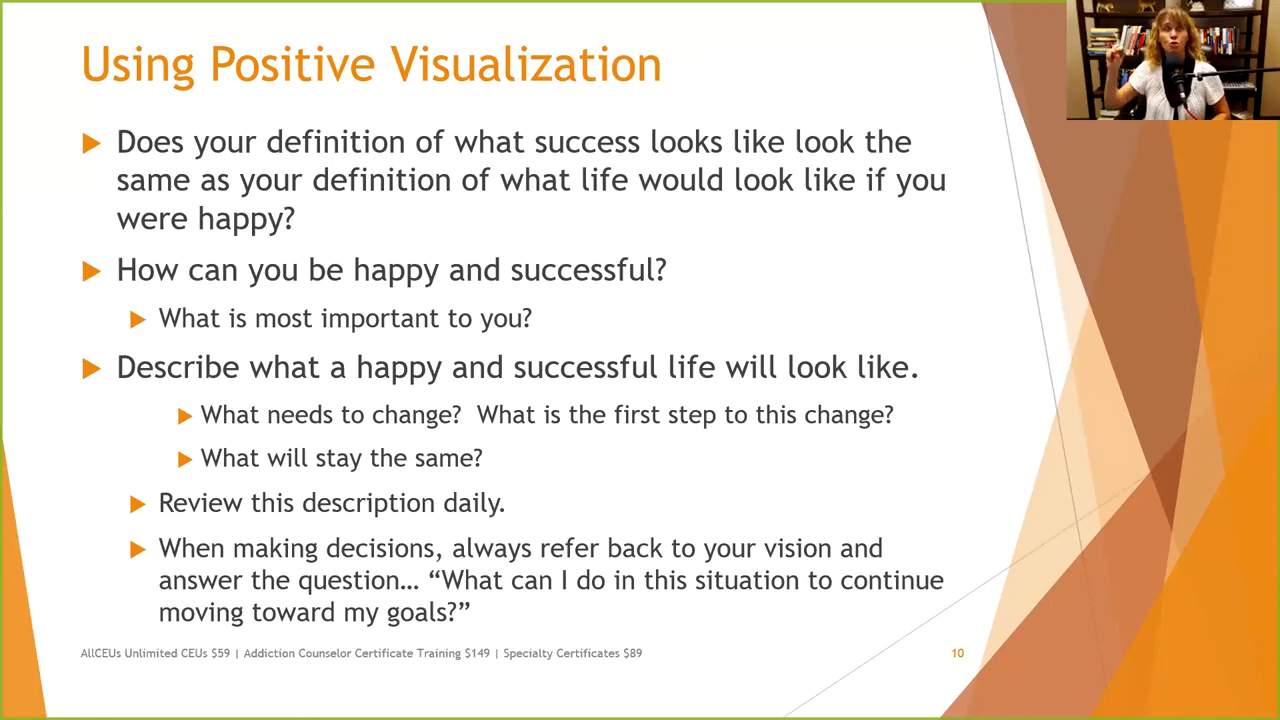 Using Positive Visualization
Does your definition of what success looks like look the
same as your definition of what life would look like if you
were happy?
How can you be happy and successful?
What is most important to you?
Describe what a happy and successful life will look like.
What needs to change?  What is the first step to this change?
What will stay the same?
Review this description daily.
When making decisions, always refer back to your vision and
answer the question… “What can I do in this situation to continue
moving toward my goals?”
AllCEUs Unlimited CEUs $59 | Addiction Counselor Certificate Training $149 | Specialty Certificates $89
10